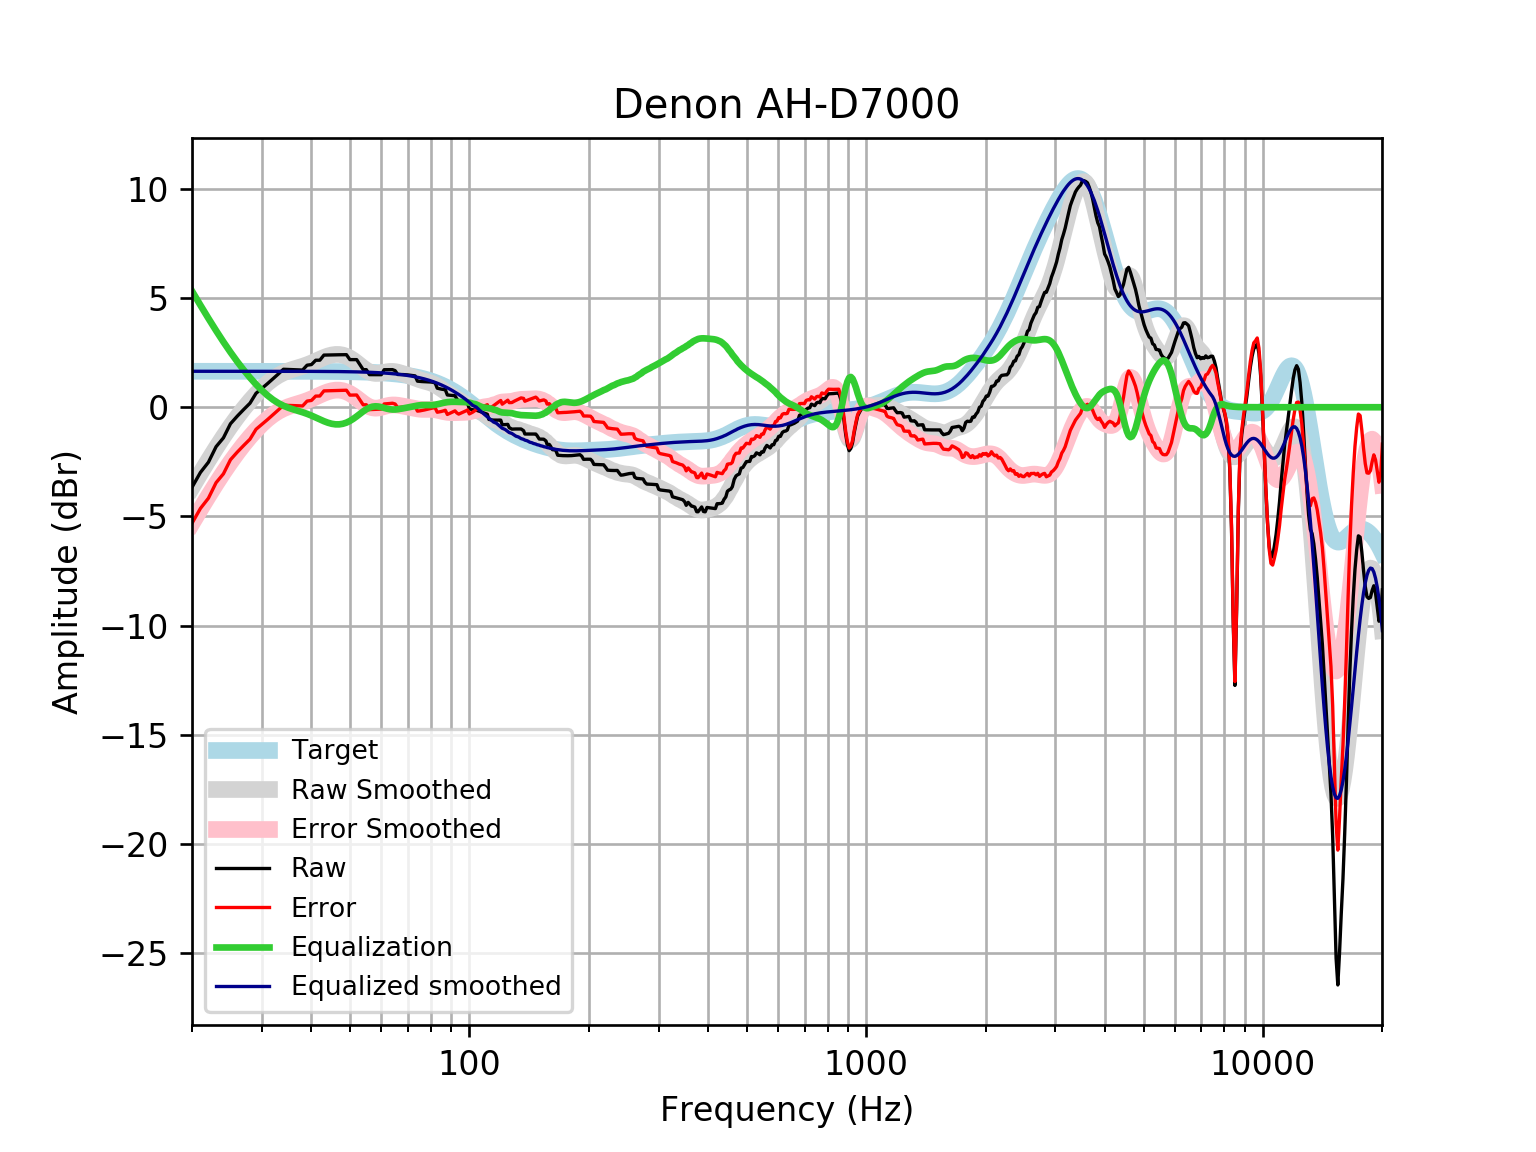 Denon AH-D7000
10
5
0
−5
−10
−15
−20
−25
Amplitude (dBr)
Target
Raw Smoothed
Error Smoothed
Raw
Error
Equalization
Equalized smoothed
100 1000 10000
Frequency (Hz)